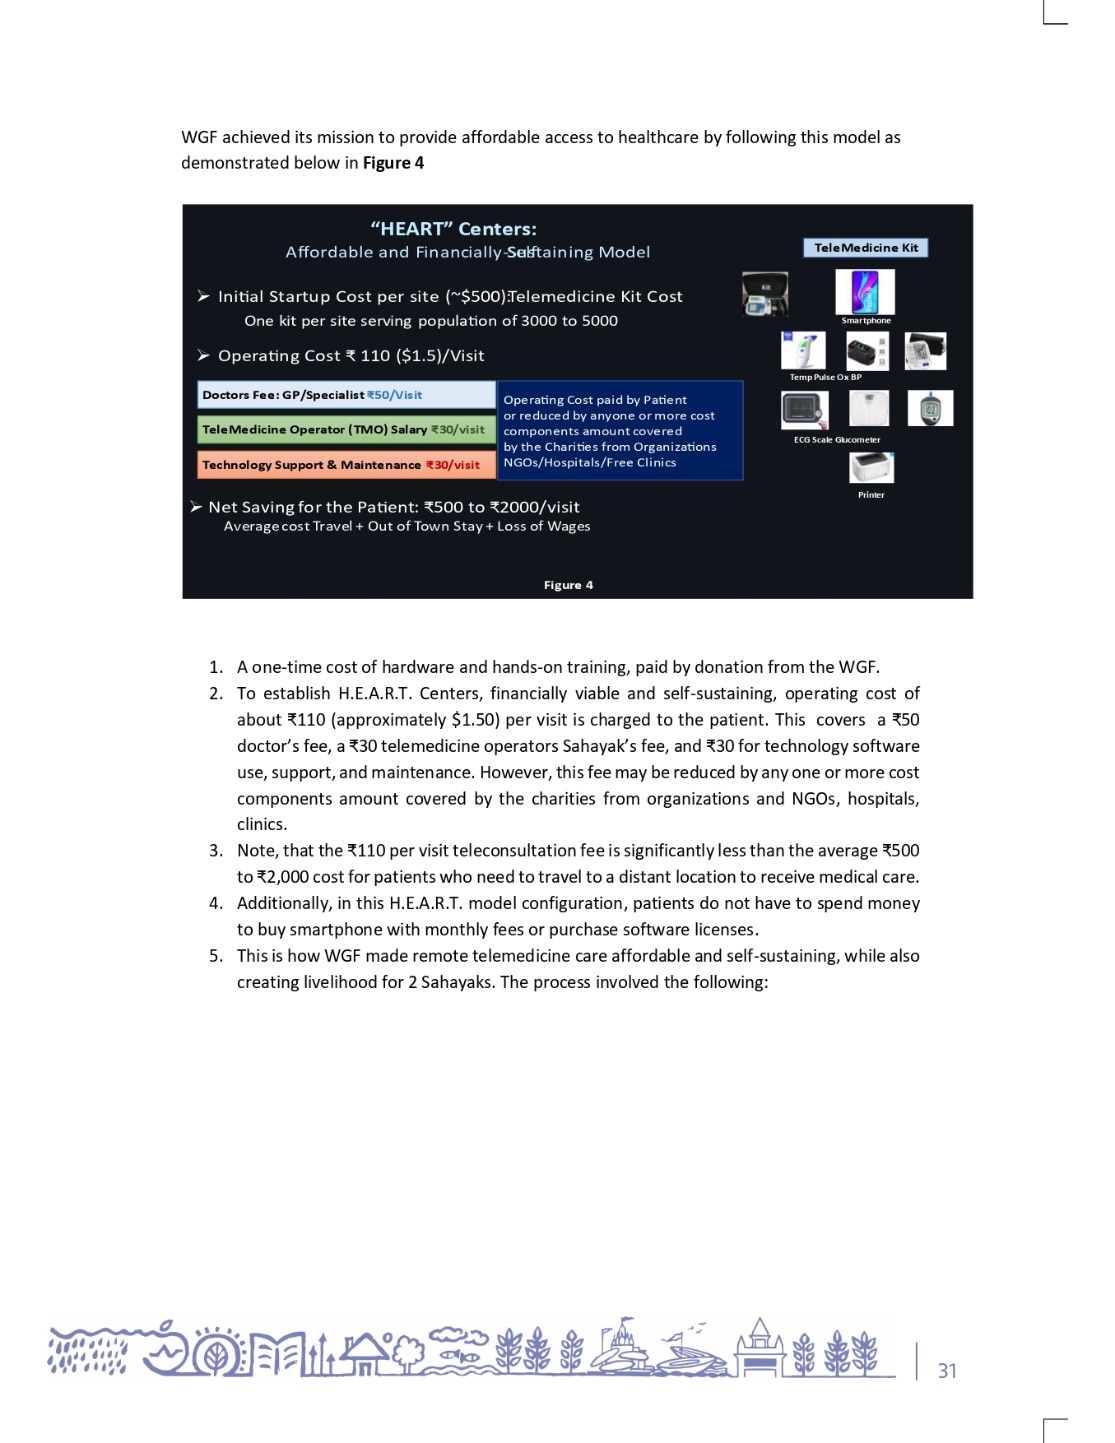 WGF achieved its mission to provide affordable access to healthcare by following this model as
demonstrated below in Figure 4
“HEART” Centers:
Affordable and Financially-Self Sustaining Model
➢ Initial Startup Cost per site (~$500): Telemedicine Kit Cost
One kit per site serving population of 3000 to 5000
➢ Operating Cost ₹ 110 ($1.5)/Visit
Doctors Fee: GP/Specialist ₹50/Visit
TeleMedicine Operator (TMO) Salary ₹30/visit
Technology Support & Maintenance ₹30/visit
Operating Cost paid by Patient
or reduced by anyone or more cost
components amount covered
by the Charities from Organizations
NGOs/Hospitals/Free Clinics
➢ Net Saving for the Patient: ₹500 to ₹2000/visit
Average cost Travel + Out of Town Stay + Loss of Wages
TeleMedicine Kit
Kit
Smartphone
Temp Pulse Ox BP
ECG Scale Glucometer
Printer
Figure 4
1. A one-time cost of hardware and hands-on training, paid by donation from the WGF.
2. To establish H.E.A.R.T. Centers, financially viable and self-sustaining, operating cost of
about ₹110 (approximately $1.50) per visit is charged to the patient. This covers a ₹50
doctor’s fee, a ₹30 telemedicine operators Sahayak’s fee, and ₹30 for technology software
use, support, and maintenance. However, this fee may be reduced by any one or more cost
components amount covered by the charities from organizations and NGOs, hospitals,
clinics.
3. Note, that the ₹110 per visit teleconsultation fee is significantly less than the average ₹500
to ₹2,000 cost for patients who need to travel to a distant location to receive medical care.
4. Additionally, in this H.E.A.R.T. model configuration, patients do not have to spend money
to buy smartphone with monthly fees or purchase software licenses.
5. This is how WGF made remote telemedicine care affordable and self-sustaining, while also
creating livelihood for 2 Sahayaks. The process involved the following:
31